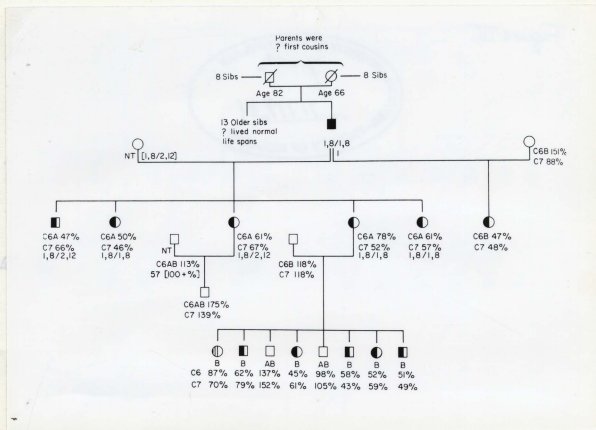 Parents were
? first cousins
8 Sibs
8 Sibs
Age 82
Age 66
13 Older sibs
? lived normal
life spans
1,8/1,8
1
NT
[1,8/2,12]
C6B 151%
C7 88%
C6A 47%
C7 66%
1,8/2,12
C6A 50%
C7 46%
1,8/1,8
NT
C6A 61%
C7 67%
1,8/2,12
C6A 78%
C7 52%
1,8/1,8
C6A 61%
C7 57%
1,8/1,8
C6B 47%
C7 48%
C6AB 113%
57 [100+%]
C6B 118%
C7 118%
C6AB 175%
C7 139%
B B AB B AB B B B
C6 87% 62% 137% 45% 98% 58% 52% 51%
C7 70% 79% 152% 61% 105% 43% 59% 49%